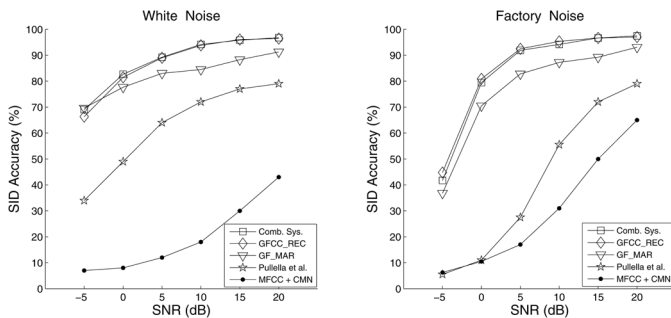 White Noise
SID Accuracy (%)
100
90
80
70
60
50
40
30
20
10
0
-5
0
5
10
15
20
SNR (dB)
Comb. Sys.
GFCC_REC
GF_MAR
Pullella et al.
MFCC + CMN
Factory Noise
SID Accuracy (%)
100
90
80
70
60
50
40
30
20
10
0
-5
0
5
10
15
20
SNR (dB)
Comb. Sys.
GFCC_REC
GF_MAR
Pullella et al.
MFCC + CMN